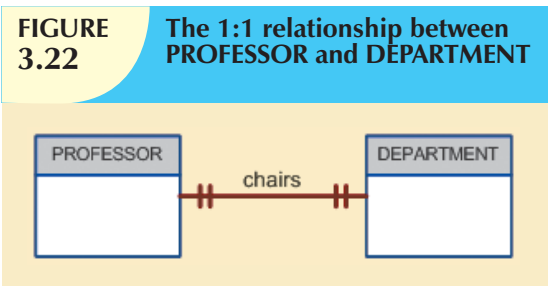 FIGURE
3.22
The 1:1 relationship between
PROFESSOR and DEPARTMENT
PROFESSOR
chairs
DEPARTMENT